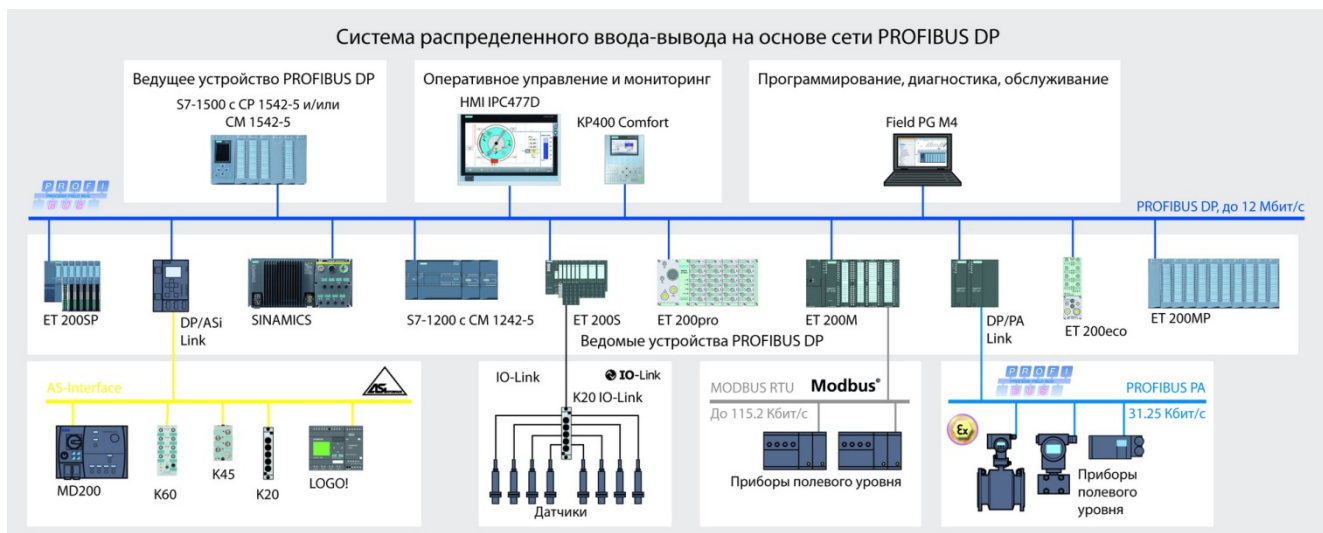 Система распределенного ввода-вывода на основе сети PROFIBUS DP
Ведущее устройство PROFIBUS DP
S7-1500 с CP 1542-5 и/или
CM 1542-5
Оперативное управление и мониторинг
HMI IPC477D
KP400 Comfort
Программирование, диагностика, обслуживание
Field PG M4
PROFI
BUS
PROFIBUS DP, до 12 Мбит/с
ET 200SP
DP/ASi
Link
SINAMICS
S7-1200 с CM 1242-5
ET 200S
ET 200pro
ET 200M
DP/PA
Link
ET 200eco
ET 200MP
Ведомые устройства PROFIBUS DP
AS-Interface
MD200
K60
K45
K20
LOGO!
IO-Link
IO-Link
K20 IO-Link
Датчики
MODBUS RTU
Modbus®
До 115.2 Кбит/с
Приборы полевого уровня
PROFI
BUS
PROFIBUS PA
31.25 Кбит/с
Ex
Приборы
полевого
уровня